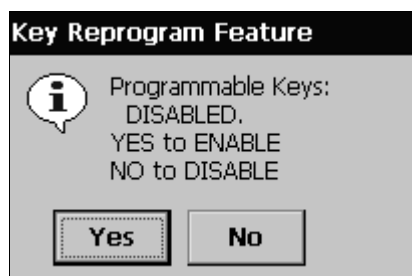 Key Reprogram Feature
Programmable Keys:
DISABLED.
YES to ENABLE
NO to DISABLE
Yes No